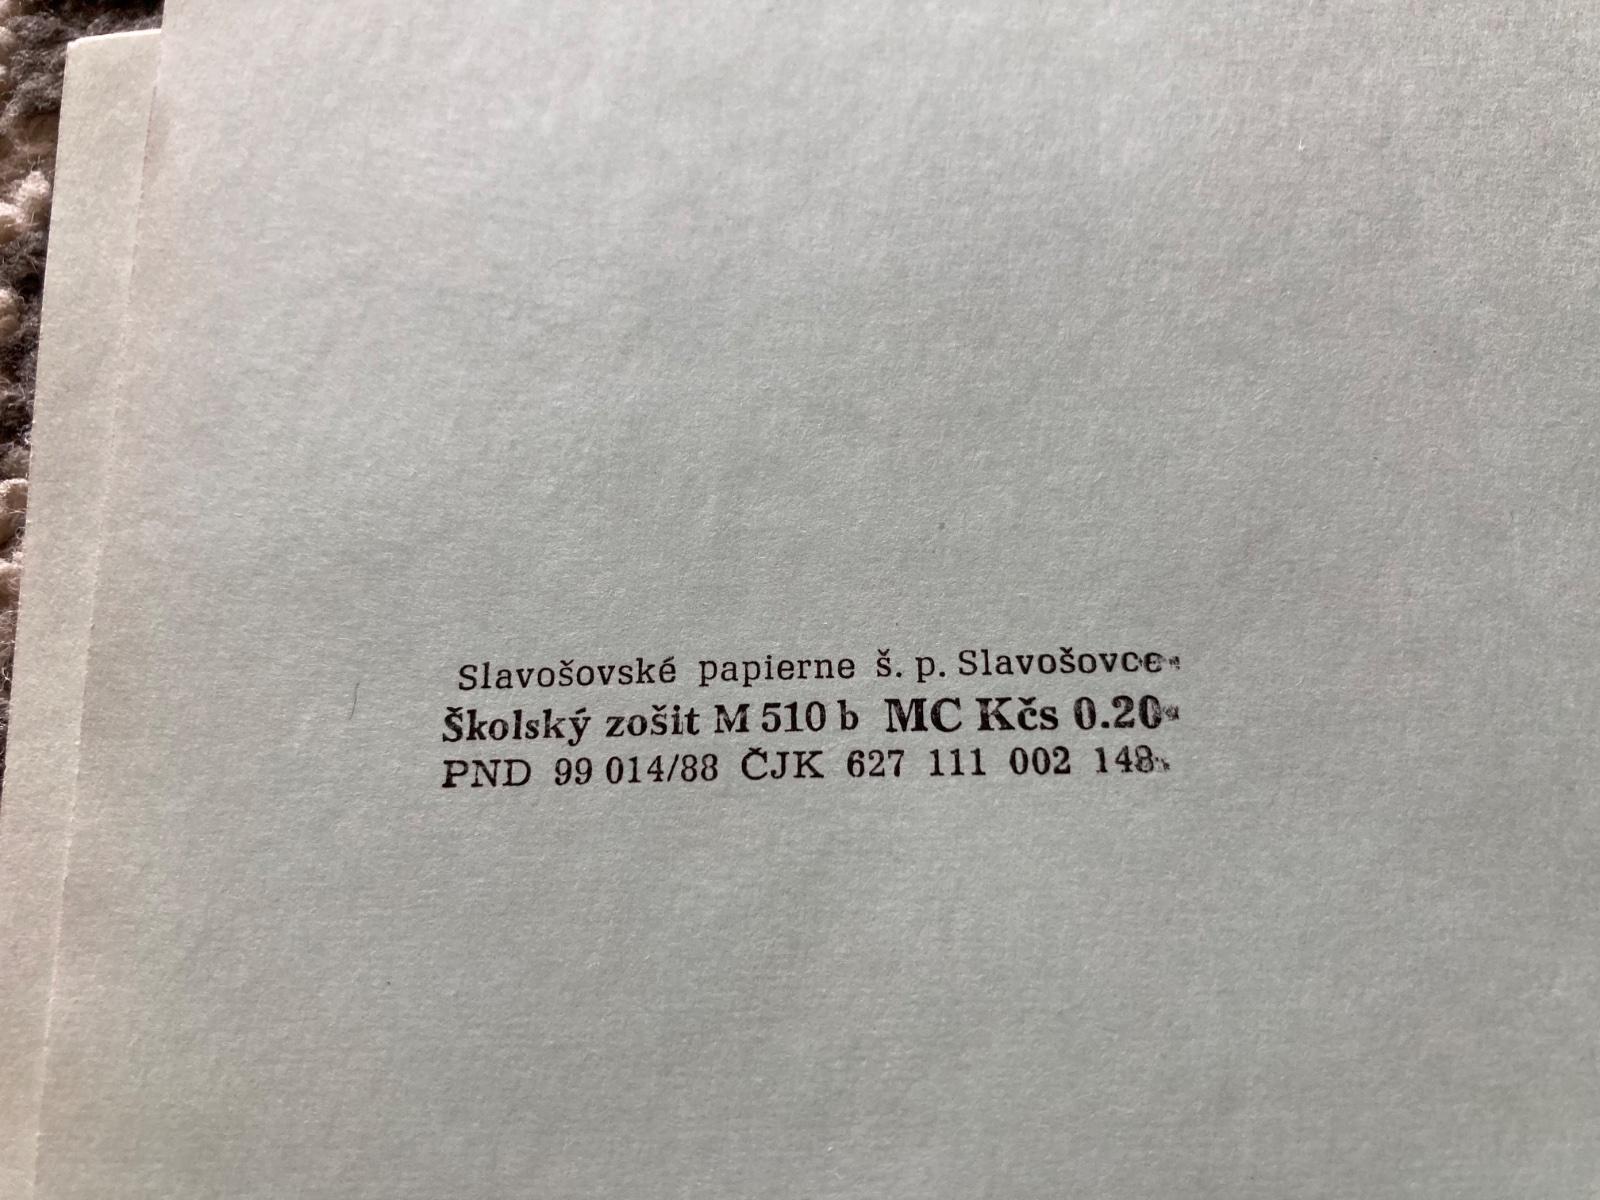 Slavošovské papierne š. p. Slavošovce
Školský zošit M 510 b MC Kčs 0.20
PND 99 014/88 ČJK 627 111 002 148